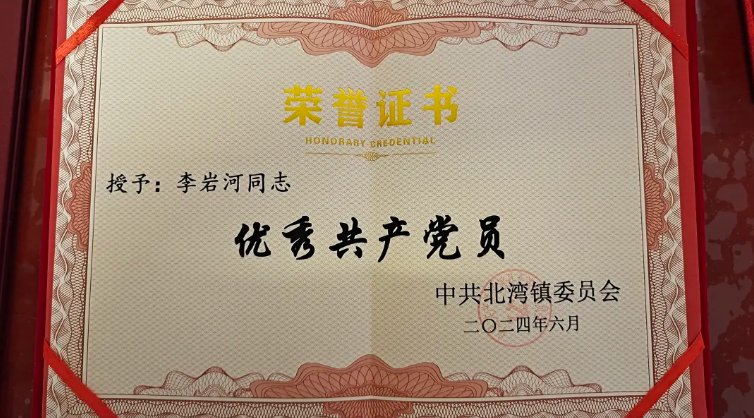 荣誉证书
HONORARY CREDENTIAL
授予：李岩河同志
优秀共产党员
中共北湾镇委员会
二〇二四年六月